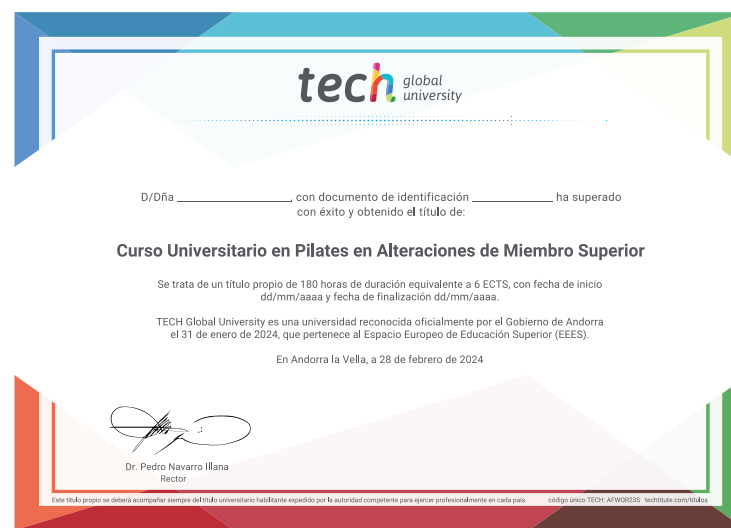 tech global university
D/Dña ____________________, con documento de identificación ______________ ha superado
con éxito y obtenido el título de:
Curso Universitario en Pilates en Alteraciones de Miembro Superior
Se trata de un título propio de 180 horas de duración equivalente a 6 ECTS, con fecha de inicio
dd/mm/aaaa y fecha de finalización dd/mm/aaaa.
TECH Global University es una universidad reconocida oficialmente por el Gobierno de Andorra
el 31 de enero de 2024, que pertenece al Espacio Europeo de Educación Superior (EEES).
En Andorra la Vella, a 28 de febrero de 2024
Dr. Pedro Navarro Illana
Rector
Este título propio se deberá acompañar siempre del título universitario habilitante expedido por la autoridad competente para ejercer profesionalmente en cada país. código único TECH: AFWOR23S techtitute.com/titulos